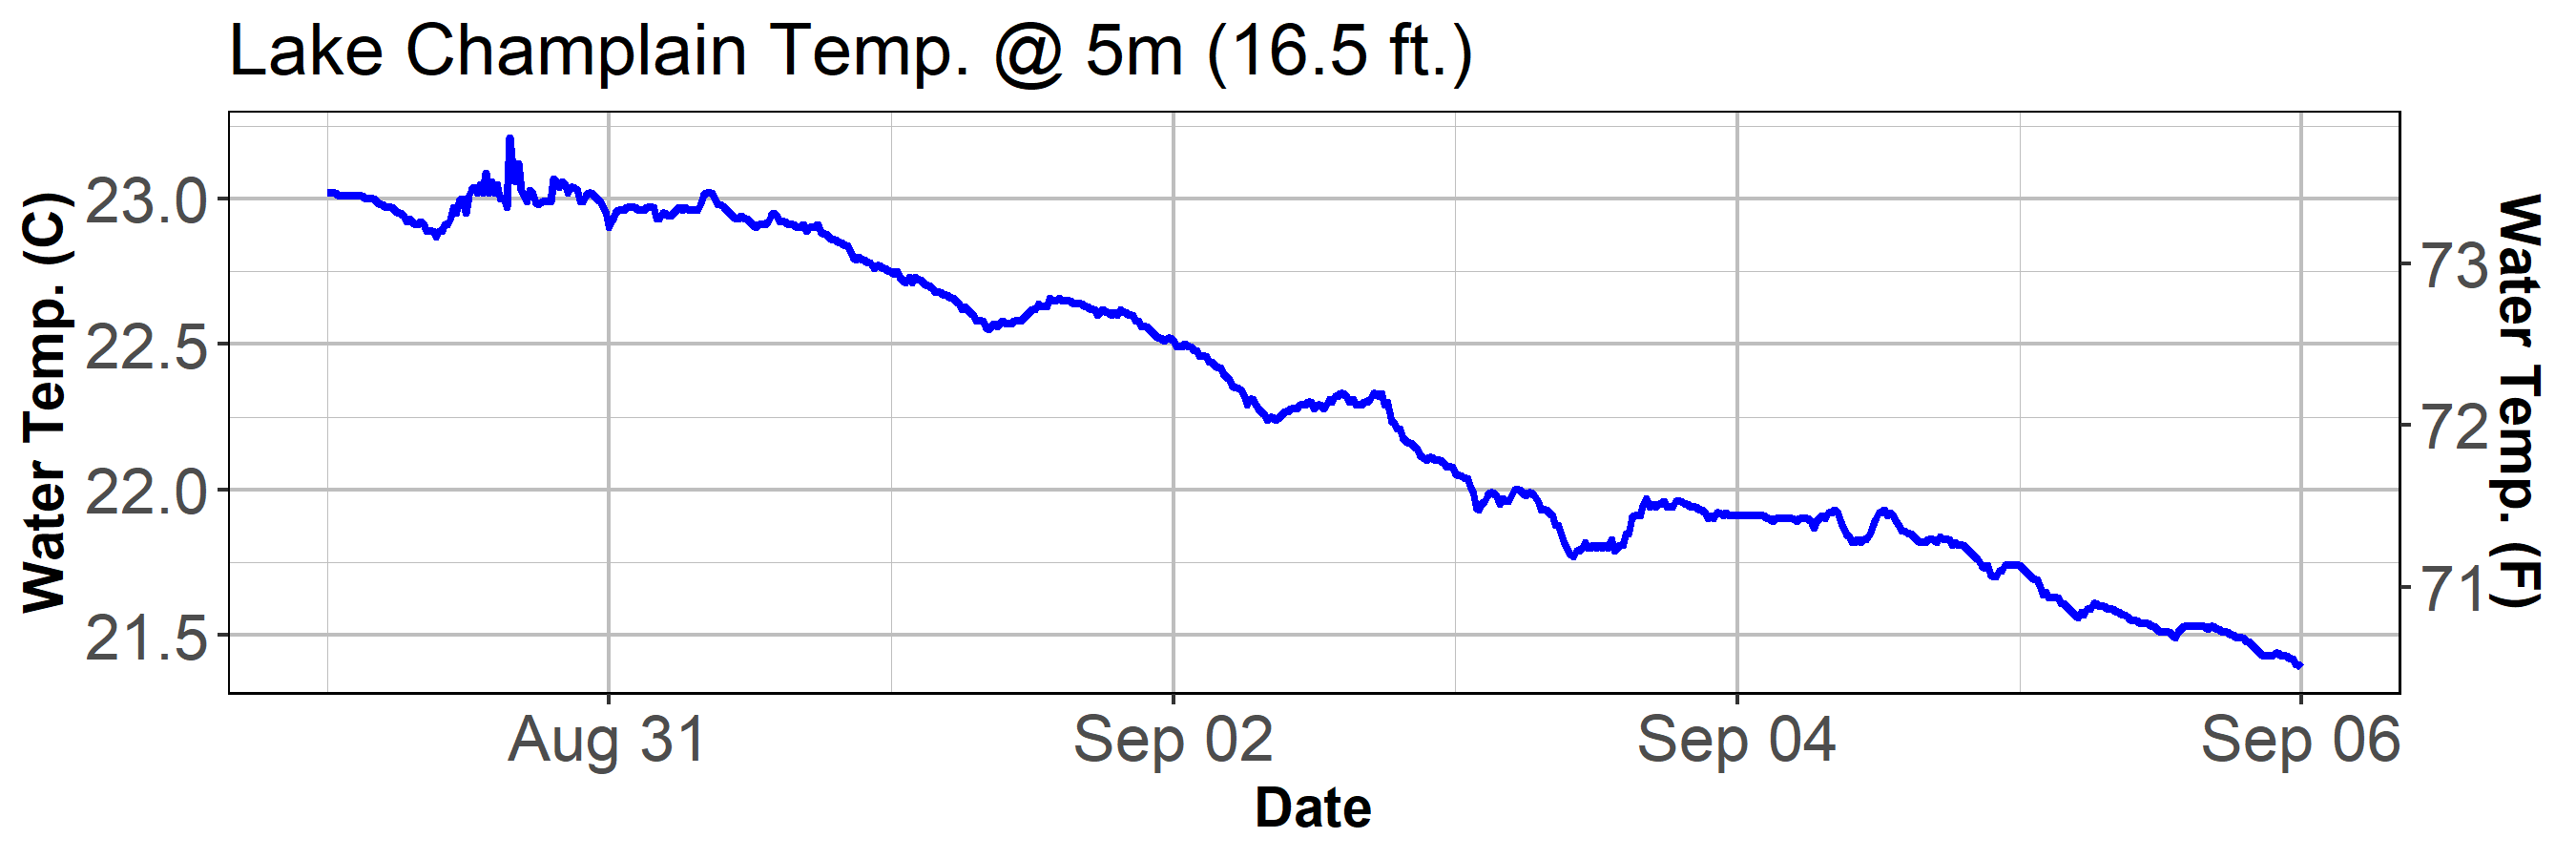 Lake Champlain Temp. @ 5m (16.5 ft.)
Water Temp. (C)
23.0
22.5
22.0
21.5
73
72
71
Water Temp. (F)
Aug 31
Sep 02
Sep 04
Sep 06
Date